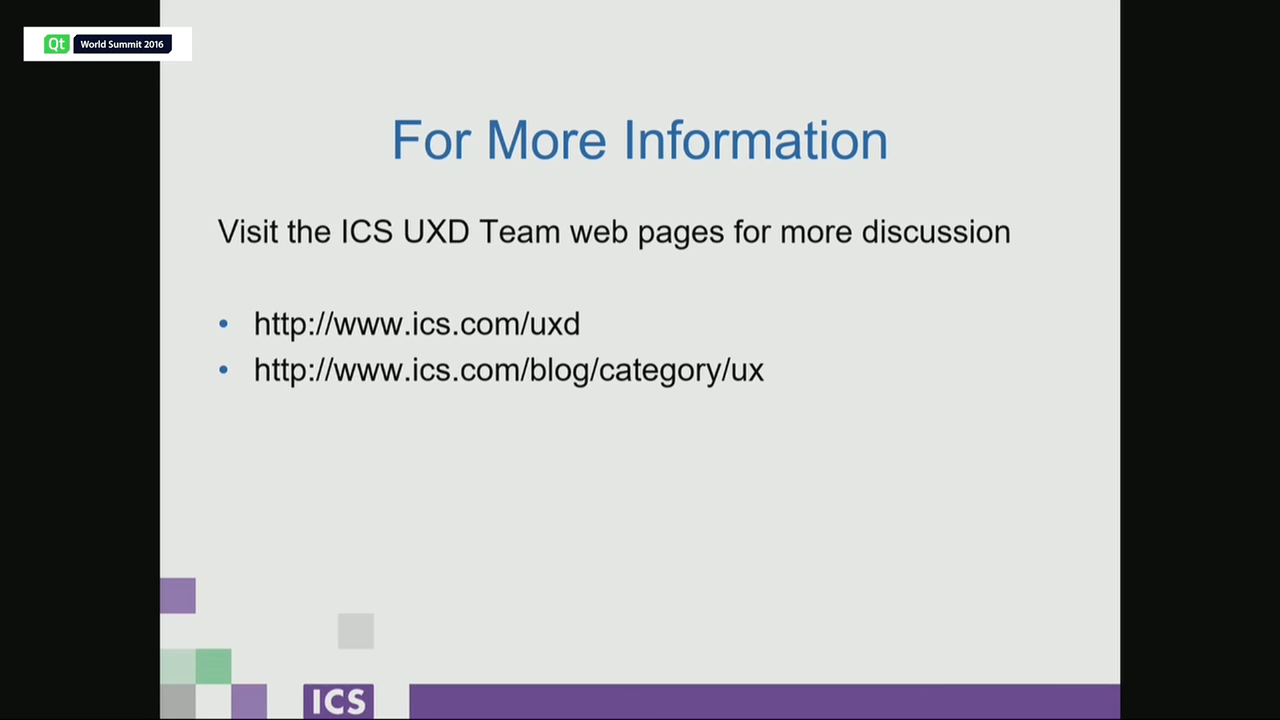 Qt World Summit 2016
For More Information
Visit the ICS UXD Team web pages for more discussion
• http://www.ics.com/uxd
• http://www.ics.com/blog/category/ux
ICS